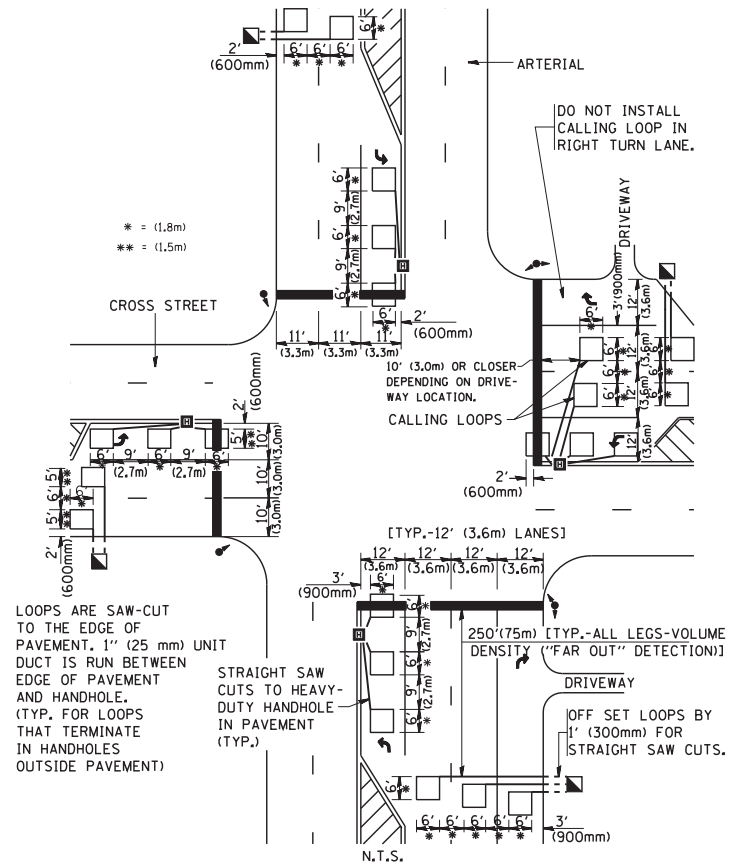 6'
2'
(600mm)
6' 6' 6'
* * *
ARTERIAL
DO NOT INSTALL
CALLING LOOP IN
RIGHT TURN LANE.
DRIVEWAY
* = (1.8m)
** = (1.5m)
6' *
9' (2.7m)
6' *
9' (2.7m)
6' *
H
6'
*
2'
(600mm)
11' 11' 11'
(3.3m) (3.3m) (3.3m)
CROSS STREET
3'(900mm)
12'
(3.6m)
6'
*
10' (3.0m) OR CLOSER
DEPENDING ON DRIVE-
WAY LOCATION.
CALLING LOOPS
6' 6' 6'
12' (3.6m)
12' (3.6m)
12' (3.6m)
6' 6' 6'
H
2'
(600mm)
2'
(600mm)
H
5' **
10' (3.0m)
10' (3.0m)
10' (3.0m)
6' 9' 6' 9' 6'
* (2.7m) * (2.7m) *
5' **
6' *
5' **
6'
*
2'
(600mm)
[TYP.-12' (3.6m) LANES]
12' 12' 12' 12'
(3.6m) (3.6m) (3.6m) (3.6m)
3'
(900mm)
6'
*
LOOPS ARE SAW-CUT
TO THE EDGE OF
PAVEMENT. 1" (25 mm) UNIT
DUCT IS RUN BETWEEN
EDGE OF PAVEMENT
AND HANDHOLE.
(TYP. FOR LOOPS
THAT TERMINATE
IN HANDHOLES
OUTSIDE PAVEMENT)
STRAIGHT SAW
CUTS TO HEAVY-
DUTY HANDHOLE
IN PAVEMENT
(TYP.)
H
6' *
9' (2.7m)
6' *
9' (2.7m)
6' *
250'(75m) [TYP.-ALL LEGS-VOLUME
DENSITY ("FAR OUT" DETECTION)]
DRIVEWAY
OFF SET LOOPS BY
1' (300mm) FOR
STRAIGHT SAW CUTS.
6' *
6' 6' 6' 6' 6'
* * * * *
3'
(900mm)
N.T.S.